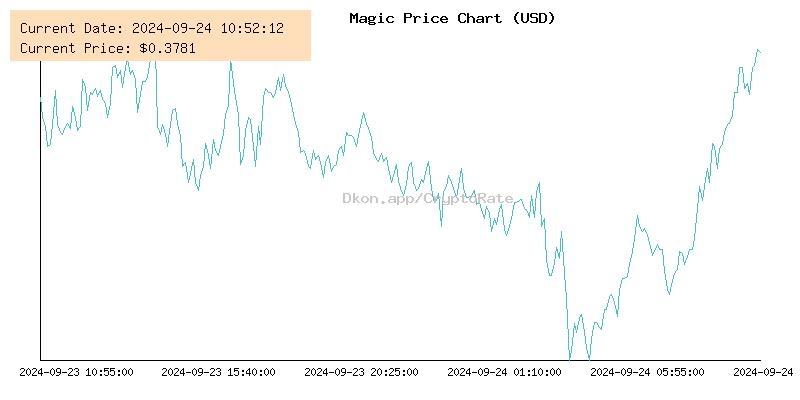 Magic Price Chart (USD)
Current Date: 2024-09-24 10:52:12
Current Price: $0.3781
Dkon.app/CryptoRate
2024-09-23 10:55:00 2024-09-23 15:40:00 2024-09-23 20:25:00 2024-09-24 01:10:00 2024-09-24 05:55:00 2024-09-24